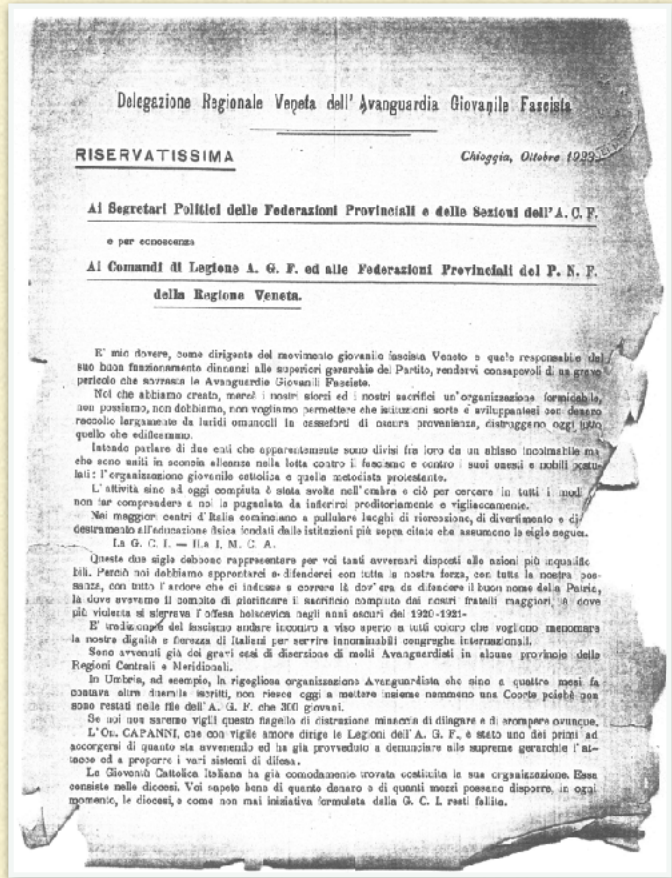 Delegazione Regionale Veneta dell'Avanguardia Giovanile Fascista
RISERVATISSIMA
Chioggia, Ottobre 1923
Ai Segretari Politici delle Federazioni Provinciali e delle Sezioni dell'A. C. F.
e per conoscenza
Ai Comandi di Legione A. G. F. ed alle Federazioni Provinciali del P. N. F.
della Regione Veneta.
E' mio dovere, come dirigente del movimento giovanile fascista Veneto e quale responsabile del
suo buon funzionamento dinnanzi alle superiori gerarchie del Partito, rendervi consapevoli di un grave
pericolo che sovrasta le Avanguardie Giovanili Fasciste.
Noi che abbiamo creata, mercè i nostri sforzi ed i nostri sacrifici un'organizzazione formidabile,
non possiamo, non dobbiamo, non vogliamo permettere che istituzioni sorte e sviluppantesi con denaro
raccolto largamente da luridi omuncoli in casseforti di oscura provenienza, distruggano oggi tutto
quello che edificammo.
Intendo parlare di due enti che apparentemente sono divisi fra loro da un abisso incolmabile ma
che sono uniti in sconcia alleanza nella lotta contro il fascismo e contro i suoi onesti e nobili postu-
lati: l'organizzazione giovenile cattolica e quella metodista protestante.
L'attività sino ad oggi compiuta è stata svolta nell'ombra e ciò per cercare in tutti i modi
non far comprendere a noi la pugnalata da inferirci proditoriamente e vigliaccamente.
Nei maggiori centri d'Italia cominciano a pullulare luoghi di ricreazione, di divertimento e di
destramento all'educazione fisica fondati dalle istituzioni più sopra citate che assumono le sigle seguen.
La G. C. I. — la I. M. C. A.
Queste due sigle debbono rappresentare per voi tanti avversari disposti alle azioni più inqualific
bili. Perciò noi dobbiamo approntarci a difenderci con tutta la nostra forza, con tutta la nostra pos-
sanza, con tutto l'ardore che ci indusse a correre là dov'era da difendere il buon nome della Patria,
là dove avevamo il compito di glorificare il sacrificio compiuto dai nostri fratelli maggiori, là dove
più violenta si sferrava l'offesa bolscevica negli anni oscuri del 1920-1921-
E' tradizione del fascismo andare incontro a viso aperto a tutti coloro che vogliono menomare
la nostra dignità e fierezza di Italiani per servire innominabili congreghe internazionali.
Sono avvenuti già dei gravi casi di diserzione di molti Avanguardisti in alcune provincie delle
Regioni Centrali e Meridionali.
In Umbria, ad esempio, la rigogliosa organizzazione Avanguardista che sino a quattro mesi fa
contava oltre duemila iscritti, non riesce oggi a mettere insieme nemmeno una Coorte poichè non
sono restati nelle file dell'A. G. F. che 300 giovani.
Se noi non saremo vigili questo flagello di distrazione minaccia di dilagare e di erompere ovunque.
L'On. CAPANNI, che con vigile amore dirige le Legioni dell'A. G. F., è stato uno dei primi ad
accorgersi di quanto sta avvenendo ed ha già provveduto a denunciare alle supreme gerarchie l'at-
tacco ed a proporre i vari sistemi di difesa.
La Gioventù Cattolica Italiana ha già comodamente trovata costituita la sua organizzazione. Essa
consiste nelle diocesi. Voi sapete bene di quanto denaro e di quanti mezzi possano disporre, in ogni
momento, le diocesi, e come non mai iniziativa formulata dalla G. C. I. resti fallita.